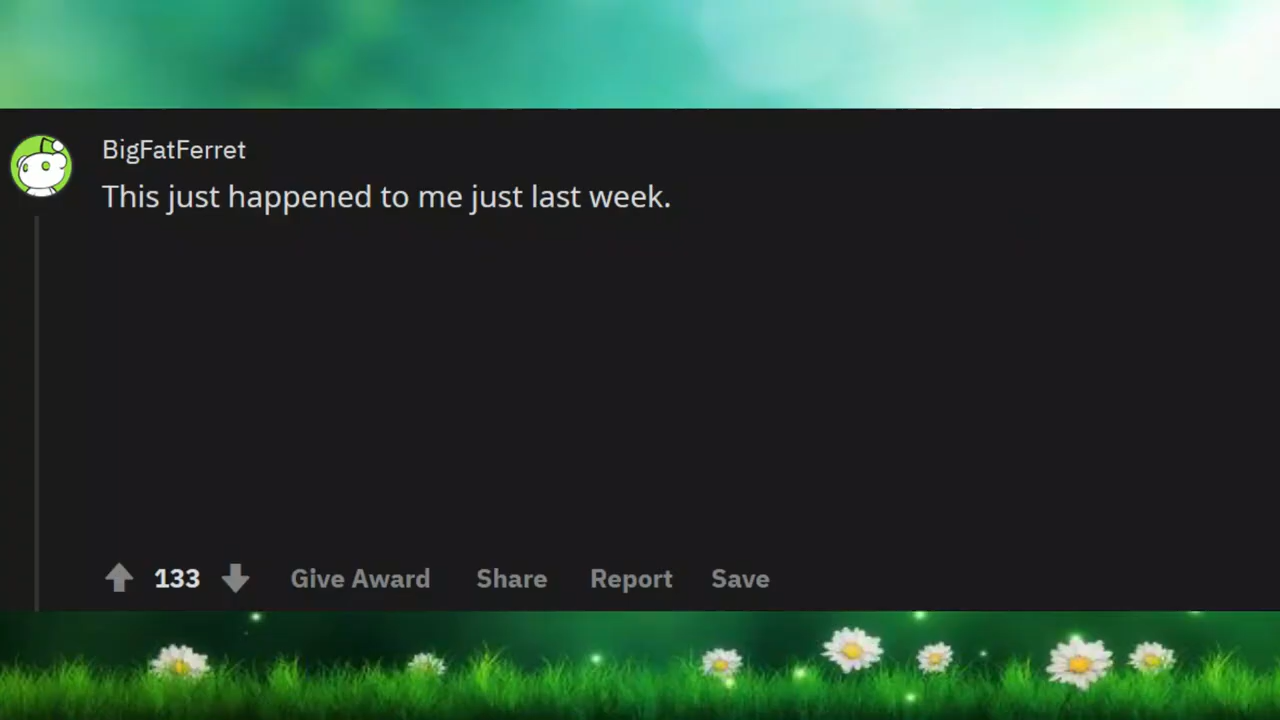 BigFatFerret
This just happened to me just last week.
133 Give Award Share Report Save